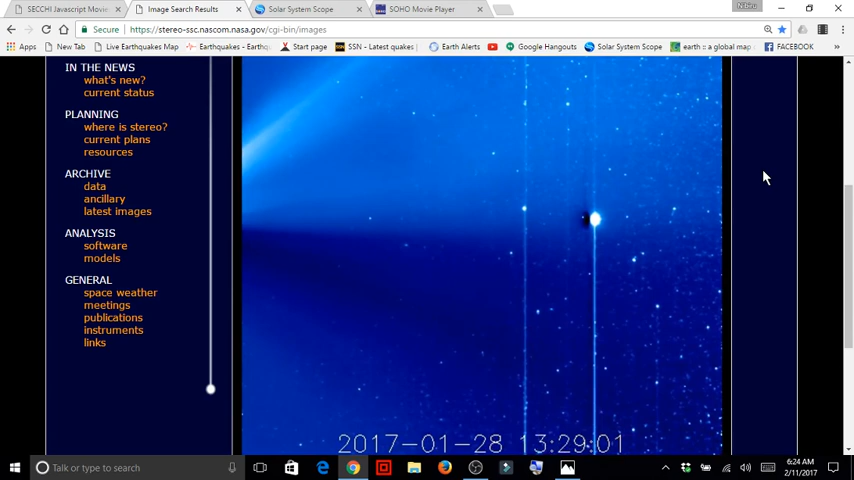 SECCHI Javascript Movie
Image Search Results
Solar System Scope
SOHO Movie Player
Nibiru
Secure
https://stereo-ssc.nascom.nasa.gov/cgi-bin/images
Apps
New Tab
Live Earthquakes Map
Earthquakes - Earthqu
Start page
SSN - Latest quakes
Earth Alerts
Google Hangouts
Solar System Scope
earth :: a global map
FACEBOOK
IN THE NEWS
what's new?
current status
PLANNING
where is stereo?
current plans
resources
ARCHIVE
data
ancillary
latest images
ANALYSIS
software
models
GENERAL
space weather
meetings
publications
instruments
links
2017-01-28 13:29:01
Talk to type here to search
6:24 AM
2/11/2017